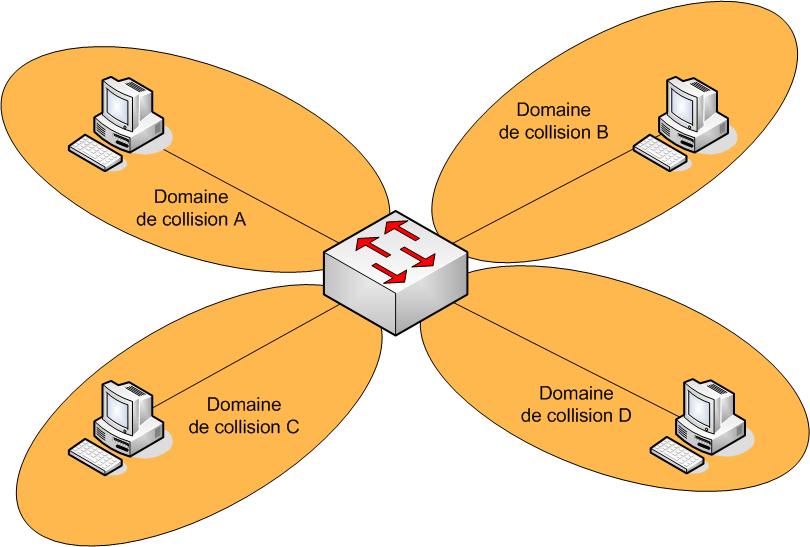 Domaine
de collision A
Domaine
de collision B
Domaine
de collision C
Domaine
de collision D